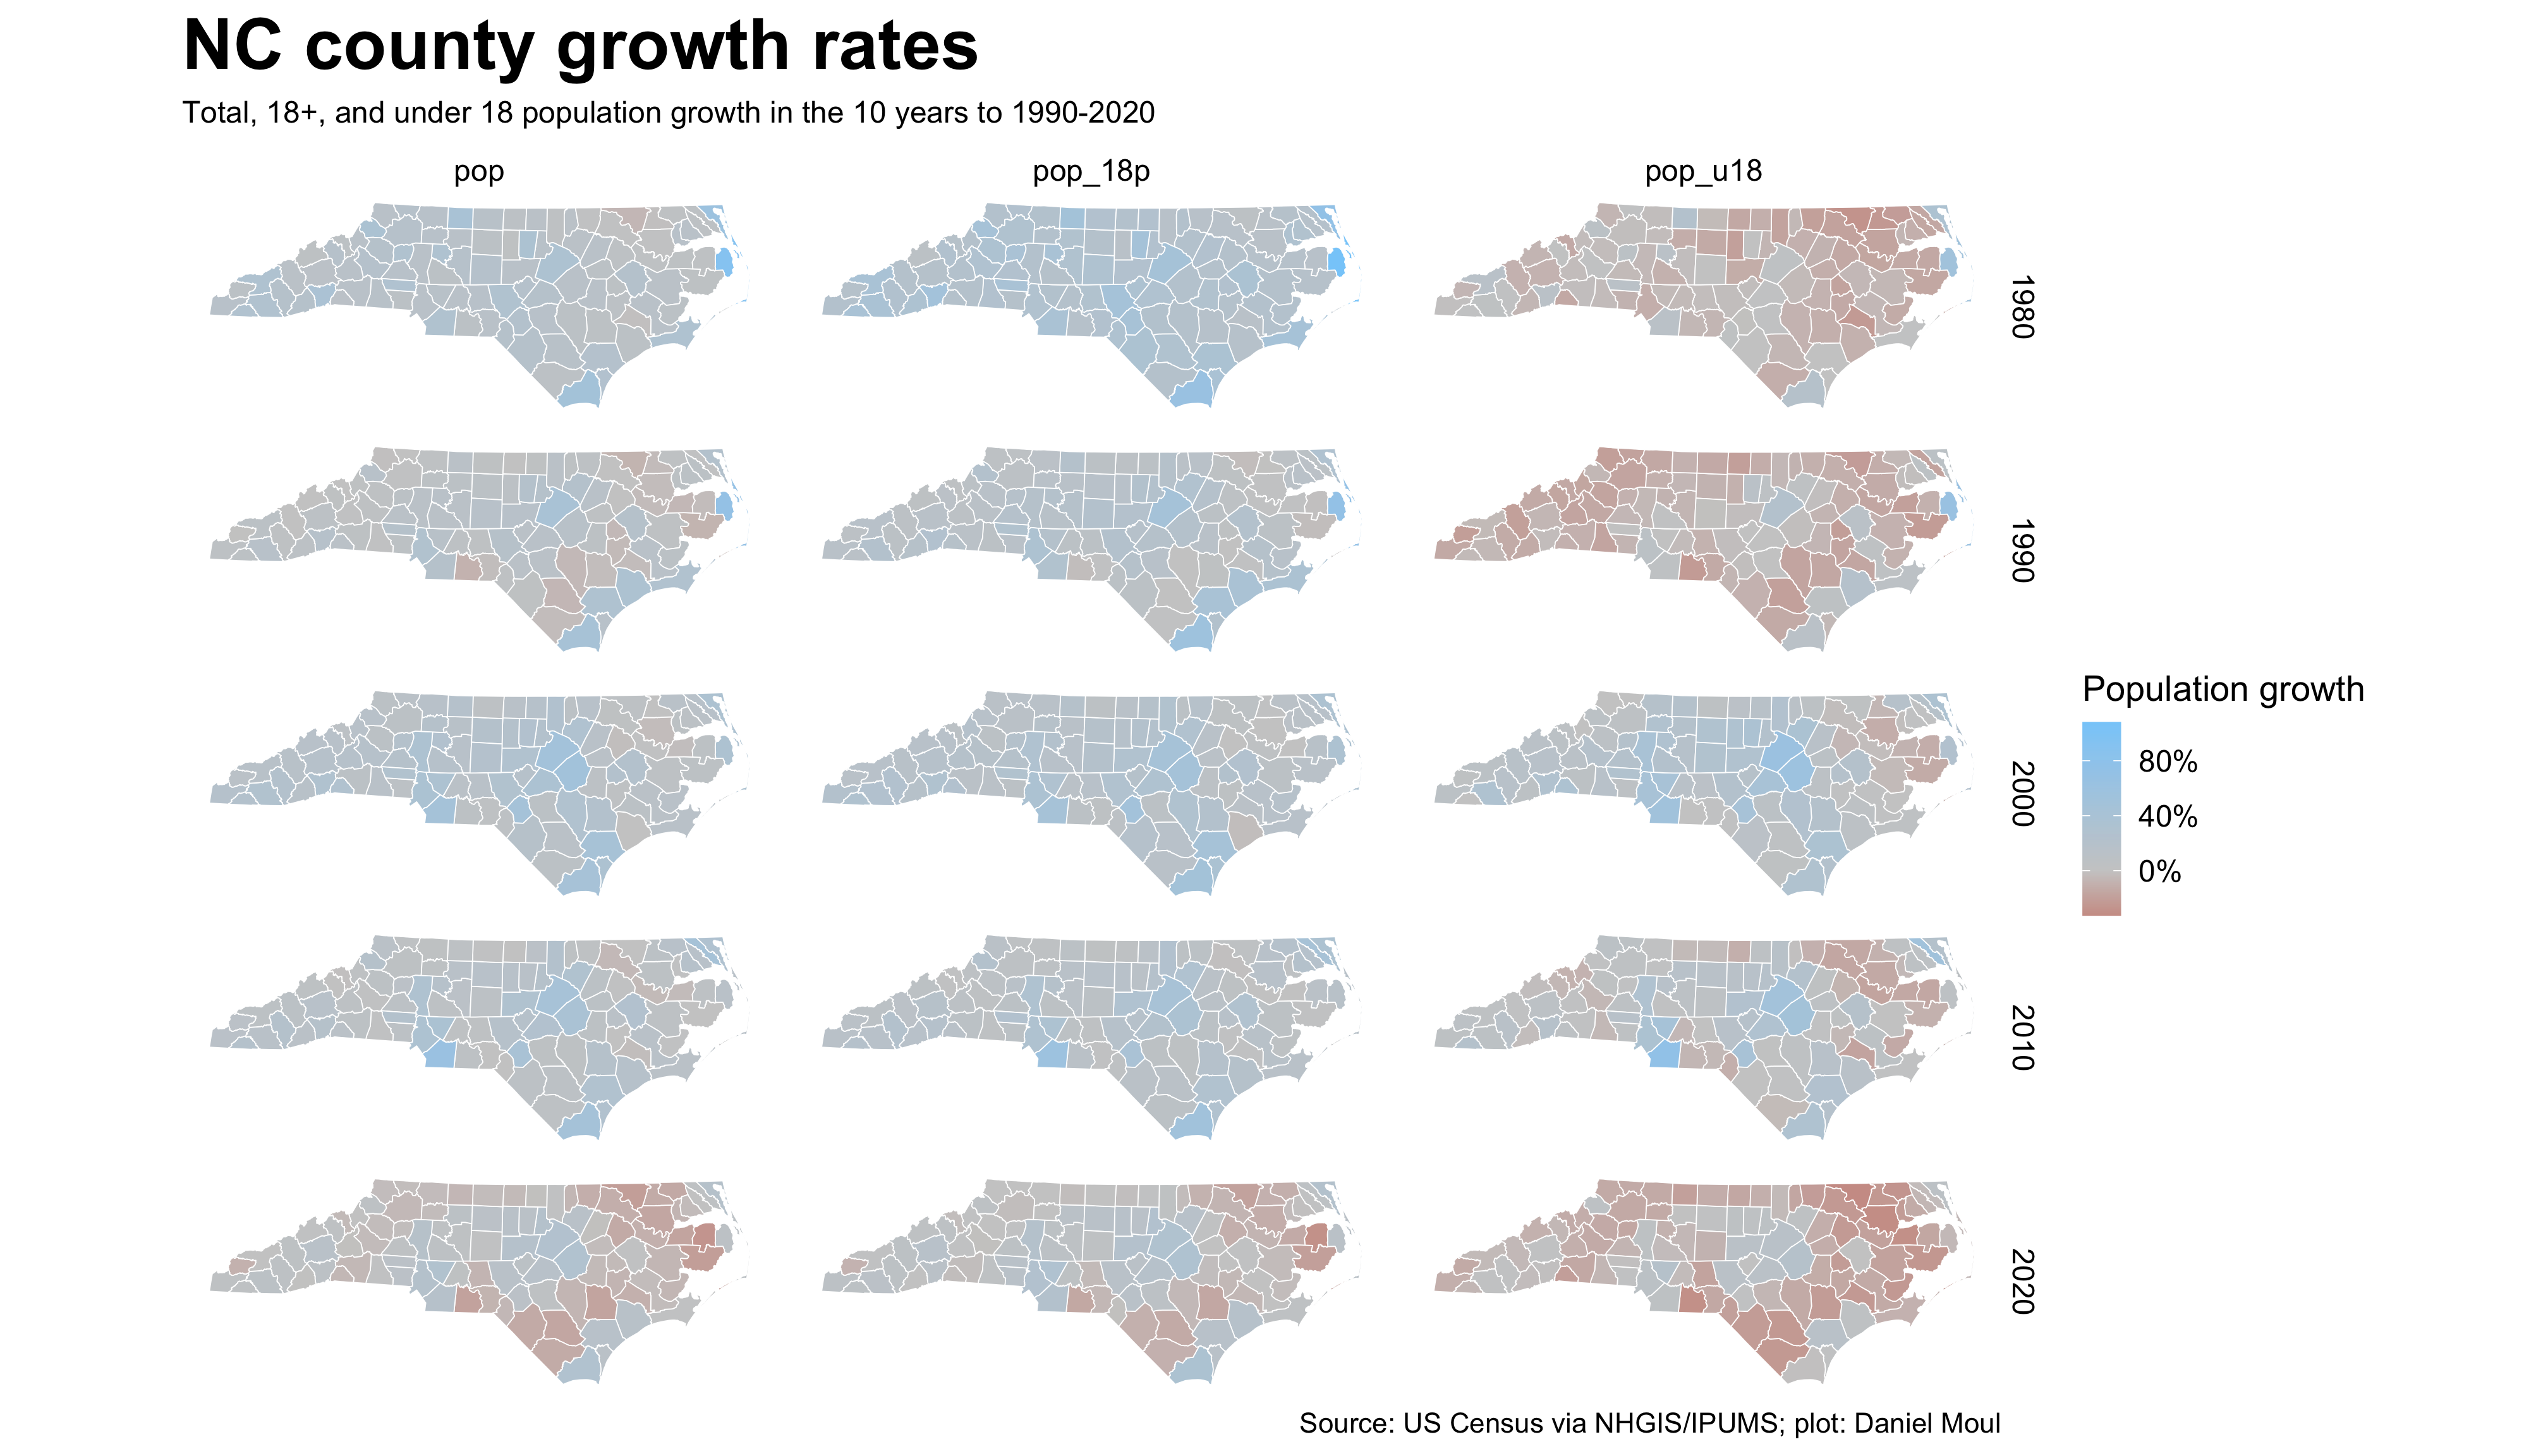 NC county growth rates
Total, 18+, and under 18 population growth in the 10 years to 1990-2020
pop
pop_18p
pop_u18
1980
1990
2000
2010
2020
Population growth
80%
40%
0%
Source: US Census via NHGIS/IPUMS; plot: Daniel Moul